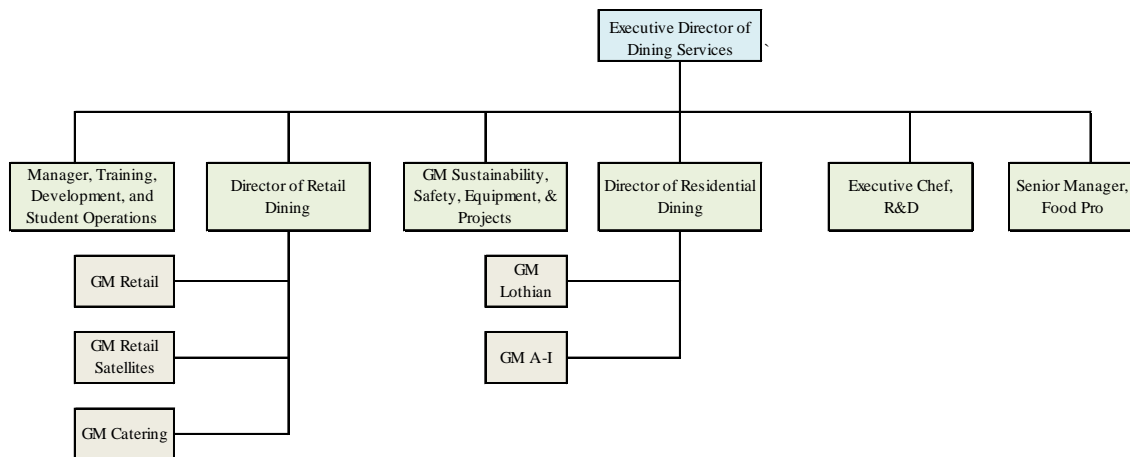 Executive Director of
Dining Services
`
Manager, Training,
Development, and
Student Operations
Director of Retail
Dining
GM Sustainability,
Safety, Equipment, &
Projects
Director of Residential
Dining
Executive Chef,
R&D
Senior Manager,
Food Pro
GM Retail
GM Retail
Satellites
GM Catering
GM
Lothian
GM A-I